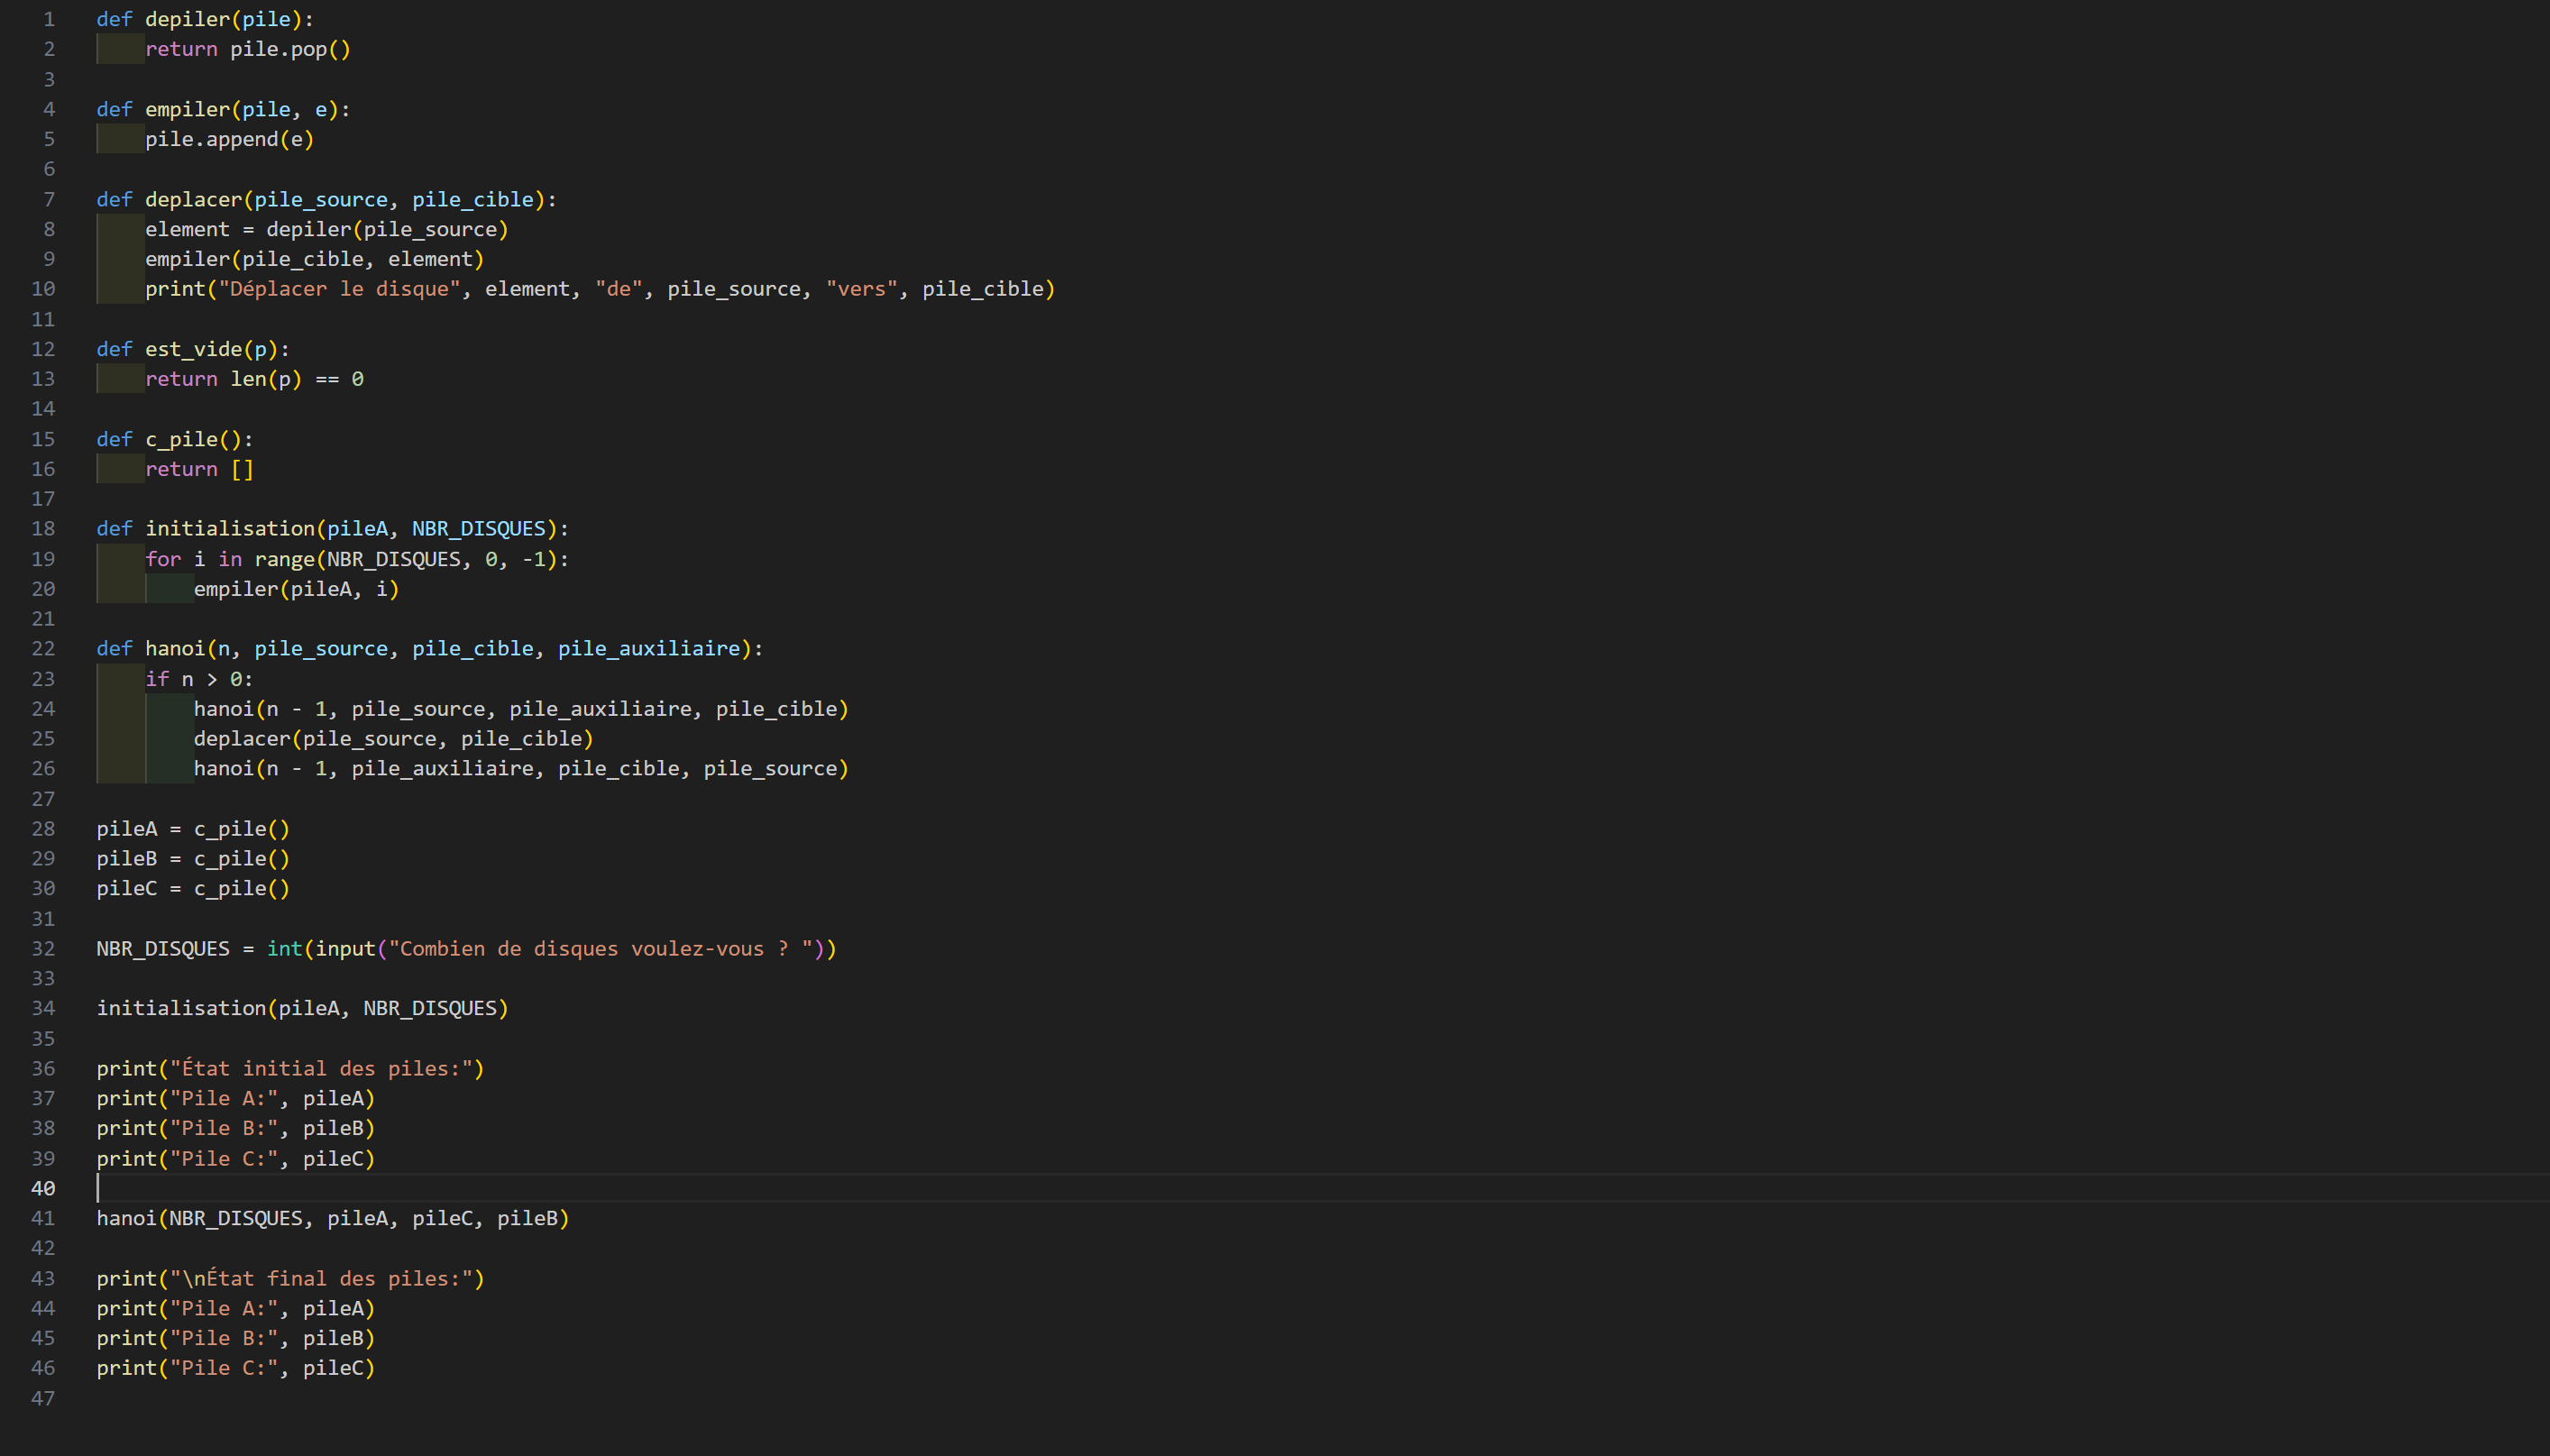 1 def depiler(pile):
2     return pile.pop()
3
4 def empiler(pile, e):
5     pile.append(e)
6
7 def deplacer(pile_source, pile_cible):
8     element = depiler(pile_source)
9     empiler(pile_cible, element)
10     print("Déplacer le disque", element, "de", pile_source, "vers", pile_cible)
11
12 def est_vide(p):
13     return len(p) == 0
14
15 def c_pile():
16     return []
17
18 def initialisation(pileA, NBR_DISQUES):
19     for i in range(NBR_DISQUES, 0, -1):
20         empiler(pileA, i)
21
22 def hanoi(n, pile_source, pile_cible, pile_auxiliaire):
23     if n > 0:
24         hanoi(n - 1, pile_source, pile_auxiliaire, pile_cible)
25         deplacer(pile_source, pile_cible)
26         hanoi(n - 1, pile_auxiliaire, pile_cible, pile_source)
27
28 pileA = c_pile()
29 pileB = c_pile()
30 pileC = c_pile()
31
32 NBR_DISQUES = int(input("Combien de disques voulez-vous ? "))
33
34 initialisation(pileA, NBR_DISQUES)
35
36 print("État initial des piles:")
37 print("Pile A:", pileA)
38 print("Pile B:", pileB)
39 print("Pile C:", pileC)
40
41 hanoi(NBR_DISQUES, pileA, pileC, pileB)
42
43 print("\nÉtat final des piles:")
44 print("Pile A:", pileA)
45 print("Pile B:", pileB)
46 print("Pile C:", pileC)
47